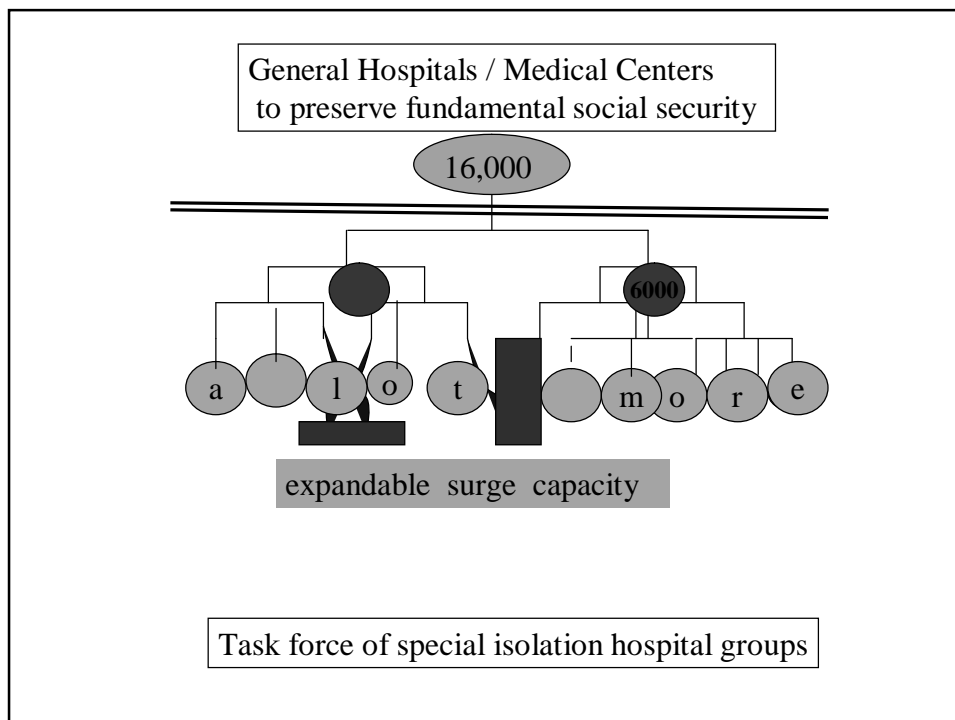 General Hospitals / Medical Centers
to preserve fundamental social security
16,000
6000
a l o t m o r e
expandable surge capacity
Task force of special isolation hospital groups